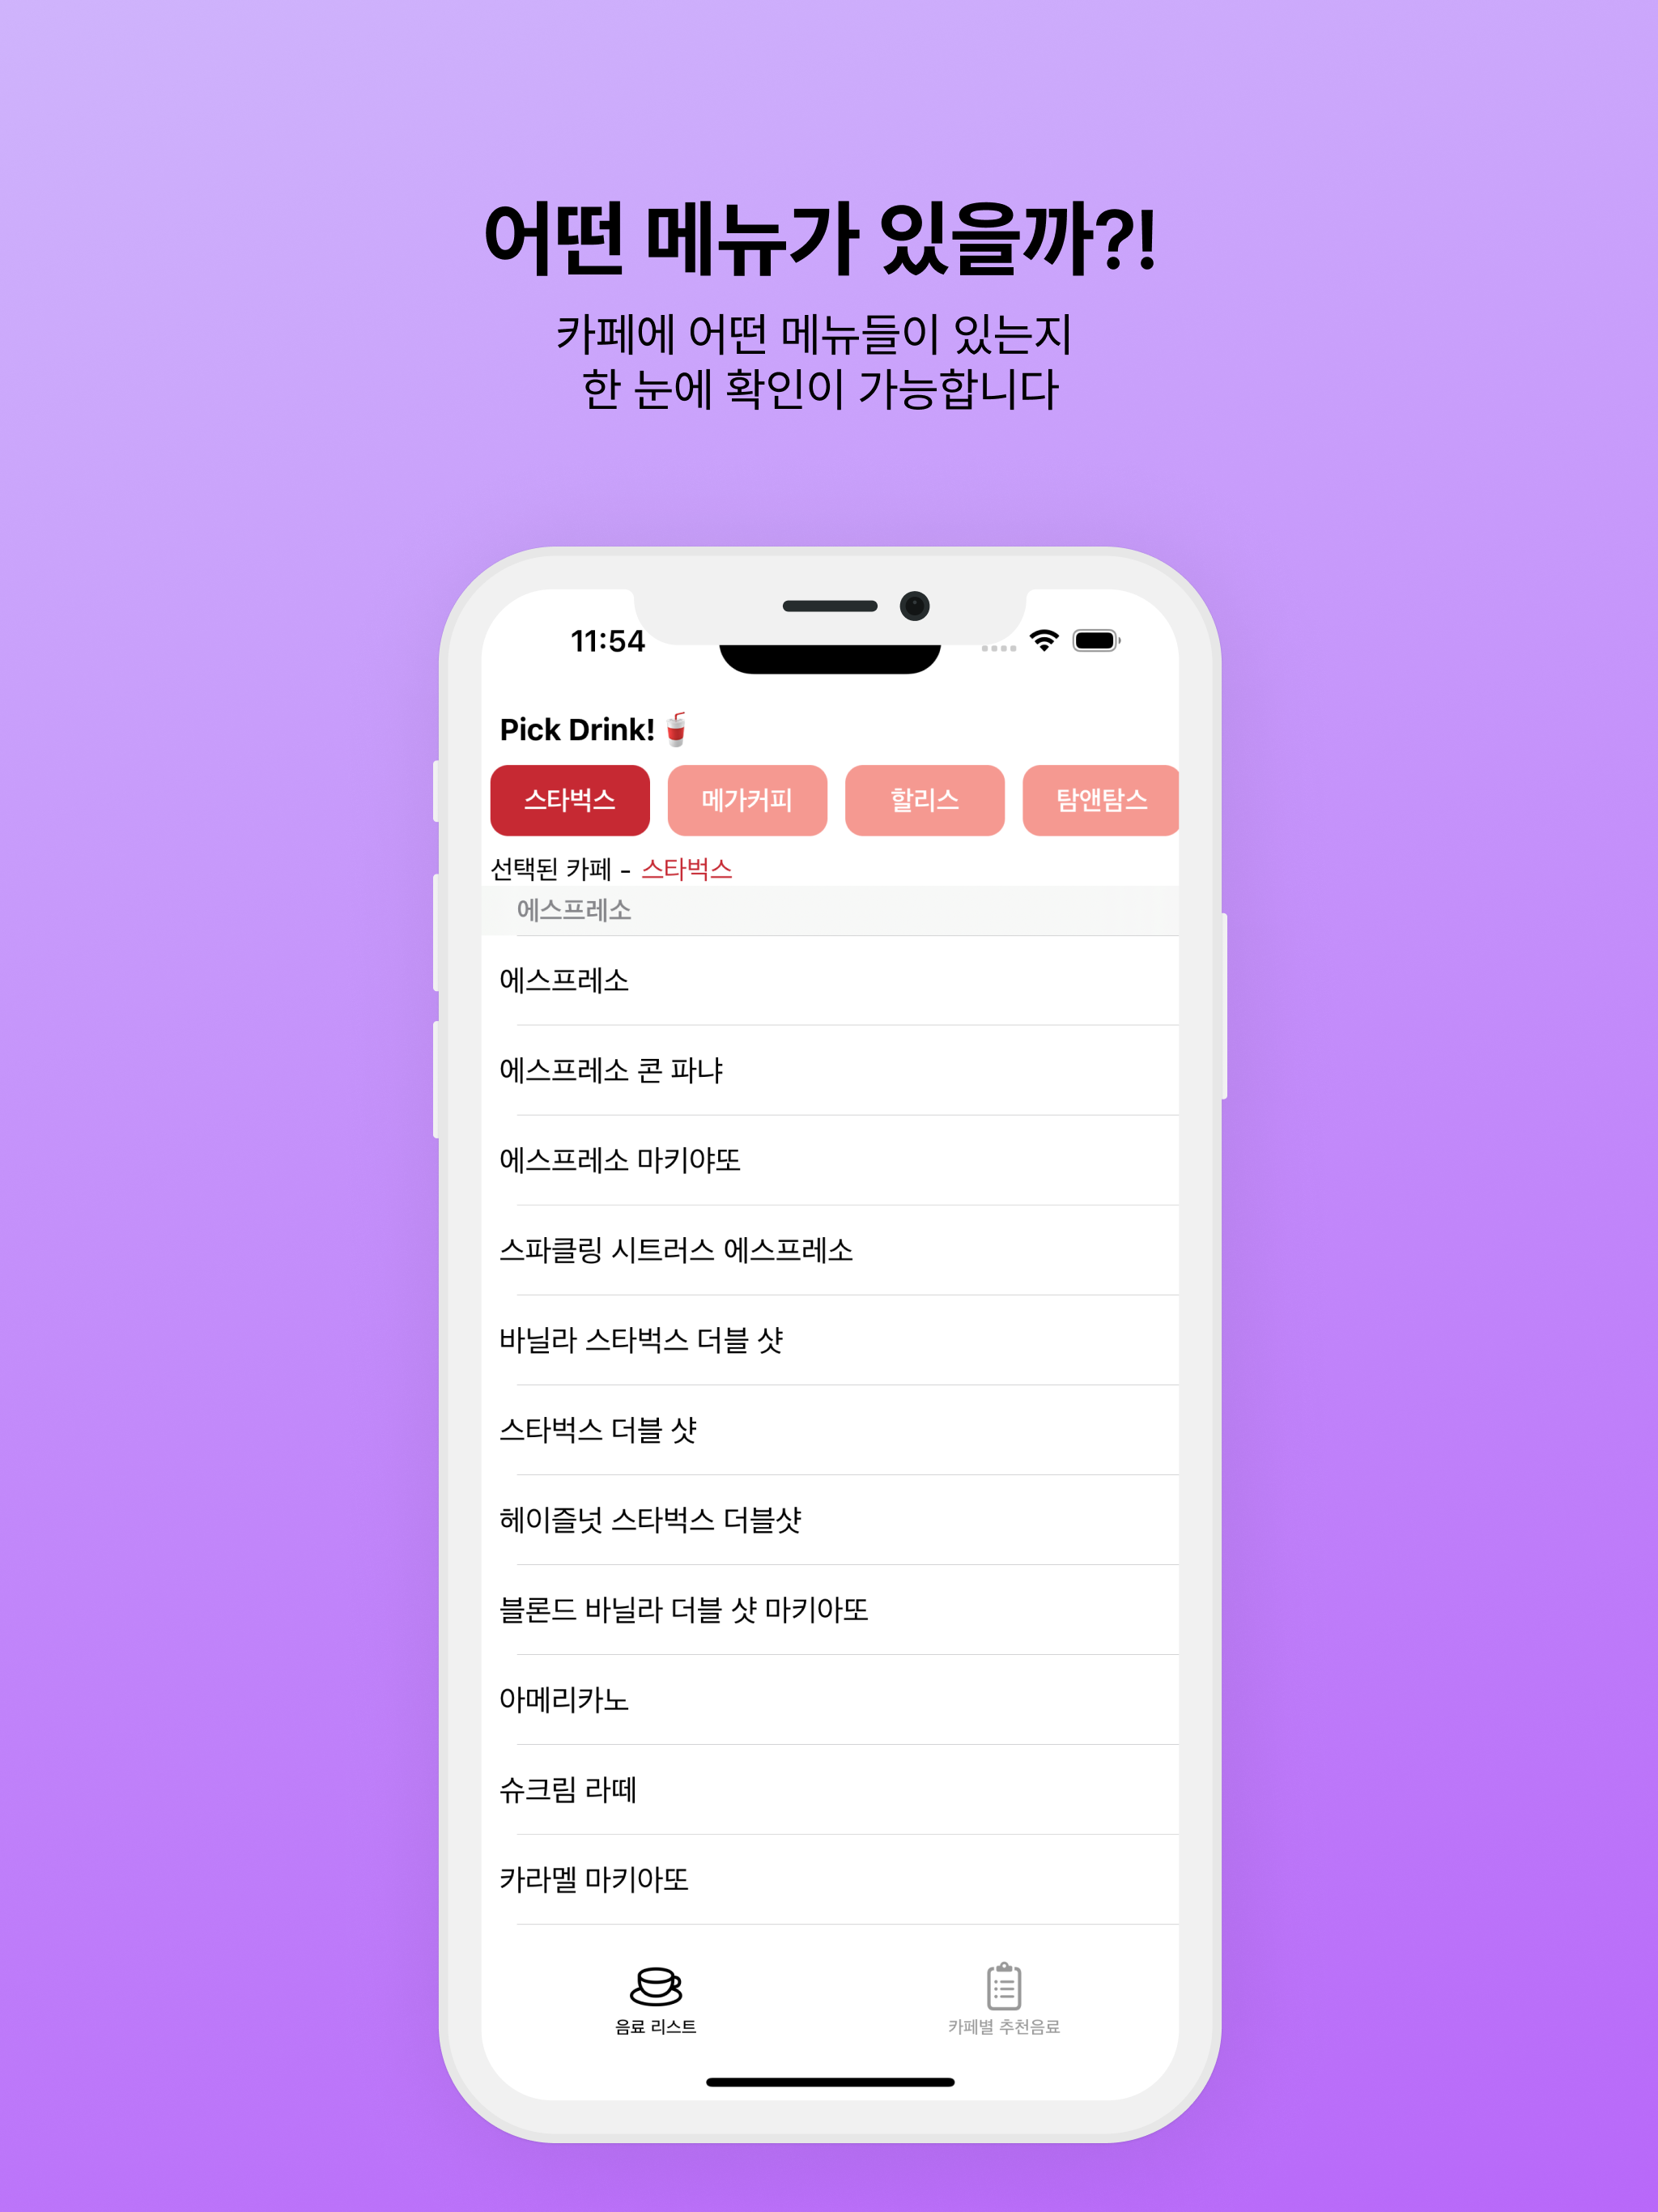 어떤 메뉴가 있을까?!
카페에 어떤 메뉴들이 있는지
한 눈에 확인이 가능합니다
11:54
Pick Drink!
스타벅스 메가커피 할리스 탐앤탐스
선택된 카페 - 스타벅스
에스프레소
에스프레소
에스프레소 콘 파냐
에스프레소 마키야또
스파클링 시트러스 에스프레소
바닐라 스타벅스 더블 샷
스타벅스 더블 샷
헤이즐넛 스타벅스 더블샷
블론드 바닐라 더블 샷 마키아또
아메리카노
슈크림 라떼
카라멜 마키아또
음료 리스트 카페별 추천음료